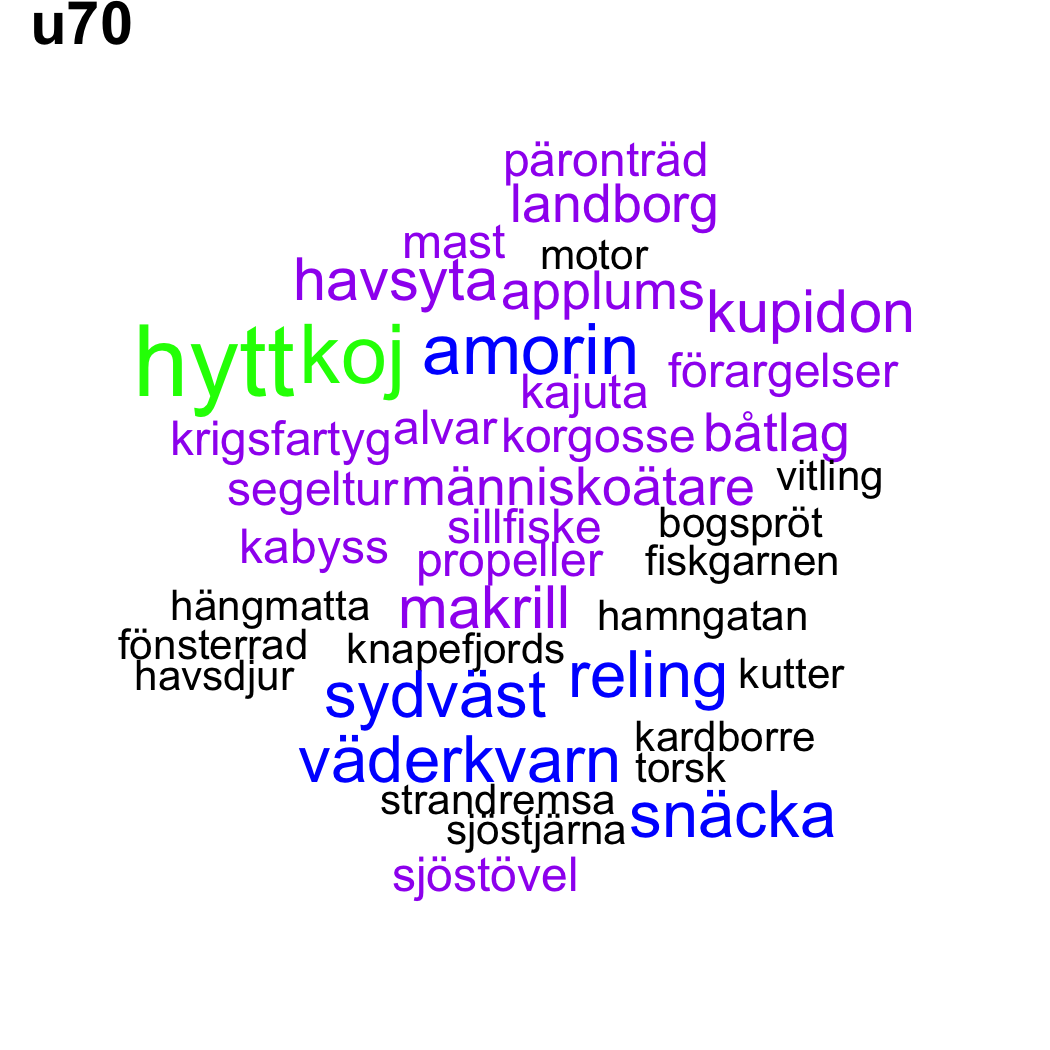 u70
päronträd
landborg
mast motor
havsyta applums kupidon
hytt koj amorin förargelser
kajuta
krigsfartyg alvar korgosse båtlag
segeltur människoätare vitling
sillfiske bogspröt
kabyss propeller fiskgarnen
hängmatta makrill hamngatan
fönsterrad knapefjords
havsdjur sydväst reling kutter
kardborre
väderkvarn torsk
strandremsa snäcka
sjöstjärna
sjöstövel